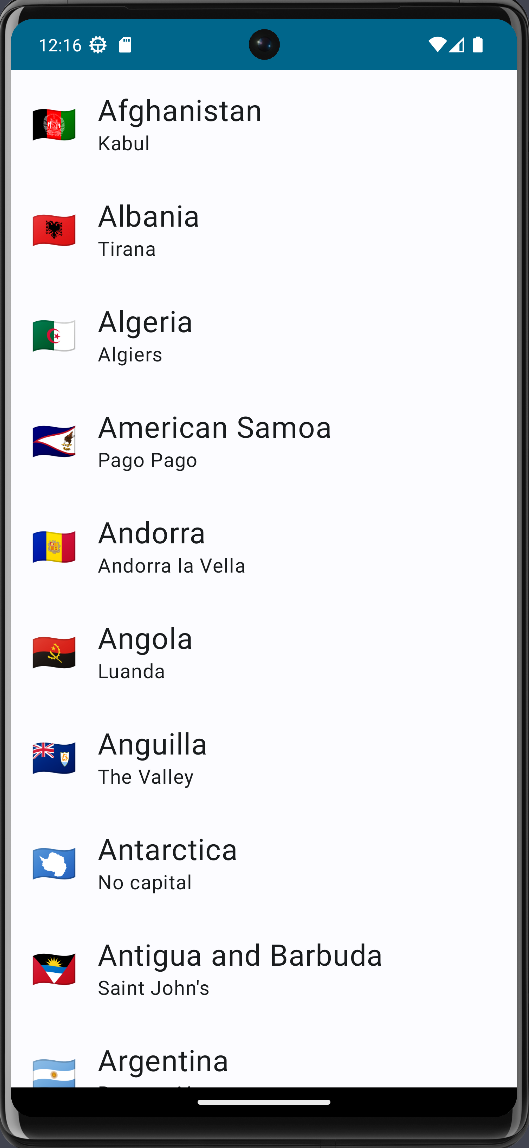 12:16
Afghanistan
Kabul
Albania
Tirana
Algeria
Algiers
American Samoa
Pago Pago
Andorra
Andorra la Vella
Angola
Luanda
Anguilla
The Valley
Antarctica
No capital
Antigua and Barbuda
Saint John's
Argentina